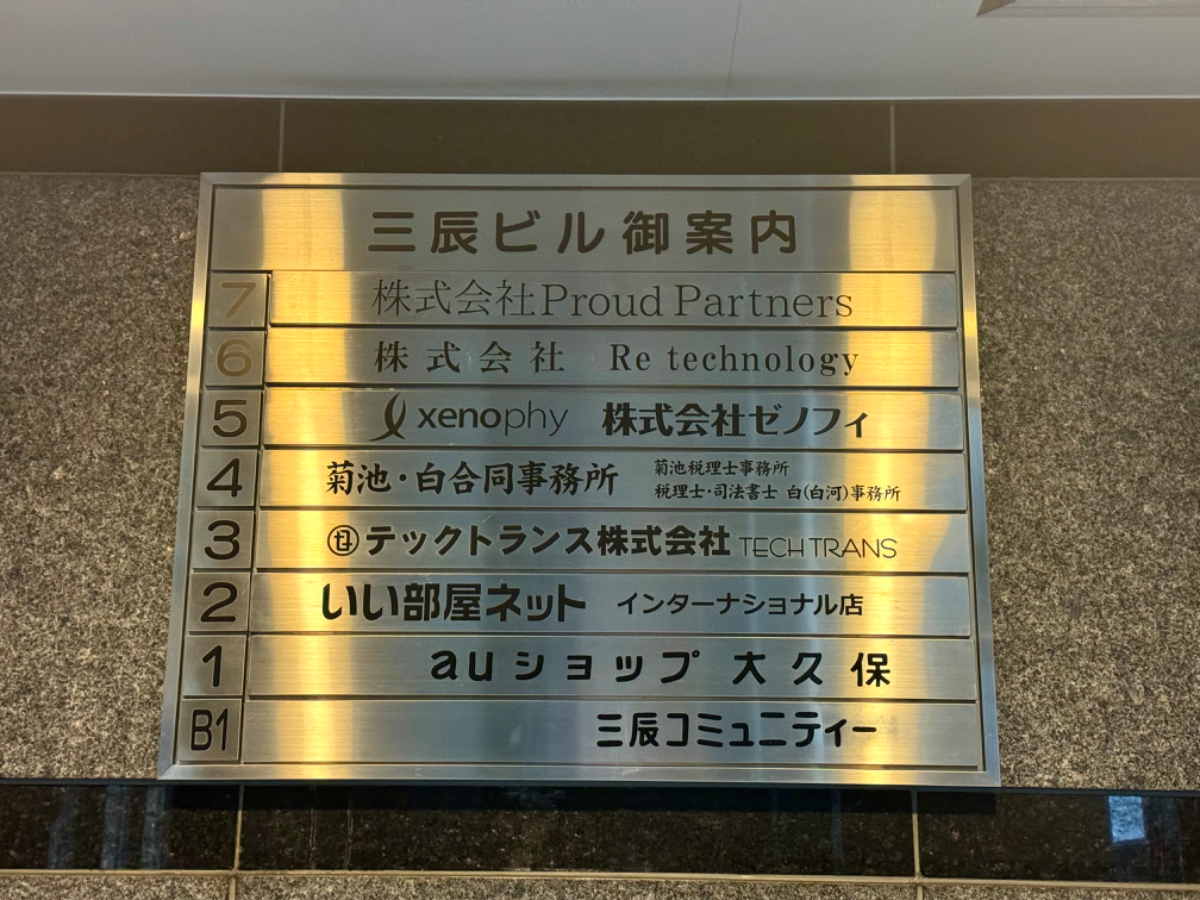 三辰ビル御案内
7 株式会社Proud Partners
6 株式会社 Re technology
5 xenophy 株式会社ゼノフィ
4 菊池・白合同事務所 菊池税理士事務所
税理士・司法書士 白(白河)事務所
3 テックトランス株式会社 TECH TRANS
2 いい部屋ネット インターナショナル店
1 auショップ 大久保
B1 三辰コミュニティー